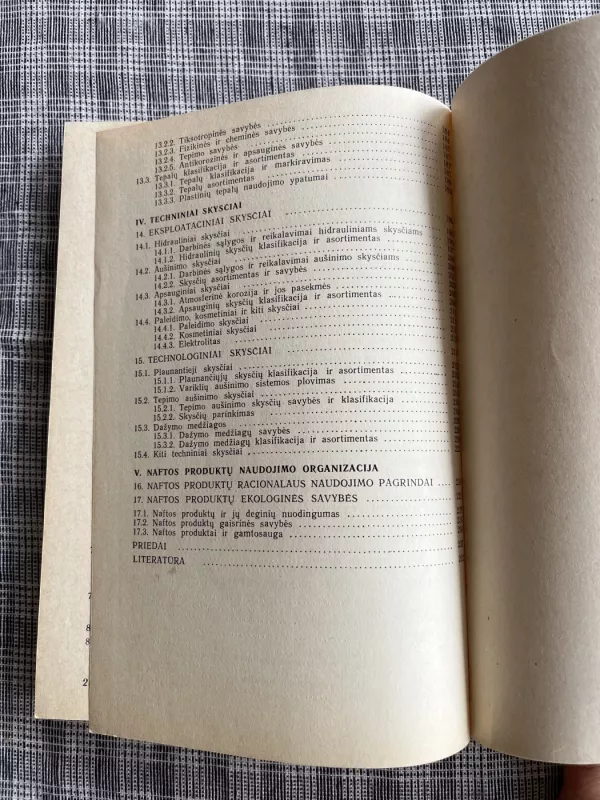 13.2.2. Tiksotropinės savybės
13.2.3. Fizikinės ir cheminės savybės
13.2.4. Tepimo savybės
13.2.5. Antikorozinės ir apsauginės savybės
13.3. Tepalų klasifikacija ir asortimentas
13.3.1. Tepalų klasifikacija ir markiravimas
13.3.2. Tepalų asortimentas
13.3.3. Plastinių tepalų naudojimo ypatumai
IV. TECHNINIAI SKYSČIAI
14. EKSPLOATACINIAI SKYSČIAI
14.1. Hidrauliniai skysčiai
14.1.1. Darbinės sąlygos ir reikalavimai hidrauliniams skysčiams
14.1.2. Hidraulinių skysčių klasifikacija ir asortimentas
14.2. Aušinimo skysčiai
14.2.1. Darbinės sąlygos ir reikalavimai aušinimo skysčiams
14.2.2. Skysčių asortimentas ir savybės
14.3. Apsauginiai skysčiai
14.3.1. Atmosferinė korozija ir jos pasekmės
14.3.2. Apsauginių skysčių klasifikacija ir asortimentas
14.4. Paleidimo, kosmetiniai ir kiti skysčiai
14.4.1. Paleidimo skysčiai
14.4.2. Kosmetiniai skysčiai
14.4.3. Elektrolitas
15. TECHNOLOGINIAI SKYSČIAI
15.1. Plaunantieji skysčiai
15.1.1. Plaunančiųjų skysčių klasifikacija ir asortimentas
15.1.2. Variklių aušinimo sistemos plovimas
15.2. Tepimo aušinimo skysčiai
15.2.1. Tepimo aušinimo skysčių savybės ir klasifikacija
15.2.2. Skysčių parinkimas
15.3. Dažymo medžiagos
15.3.1. Dažymo medžiagų savybės
15.3.2. Dažymo medžiagų klasifikacija ir asortimentas
15.4. Kiti techniniai skysčiai
V. NAFTOS PRODUKTŲ NAUDOJIMO ORGANIZACIJA
16. NAFTOS PRODUKTŲ RACIONALAUS NAUDOJIMO PAGRINDAI
17. NAFTOS PRODUKTŲ EKOLOGINĖS SAVYBĖS
17.1. Naftos produktų ir jų deginių nuodingumas
17.2. Naftos produktų gaisrinės savybės
17.3. Naftos produktai ir gamtosauga
PRIEDAI
LITERATŪRA